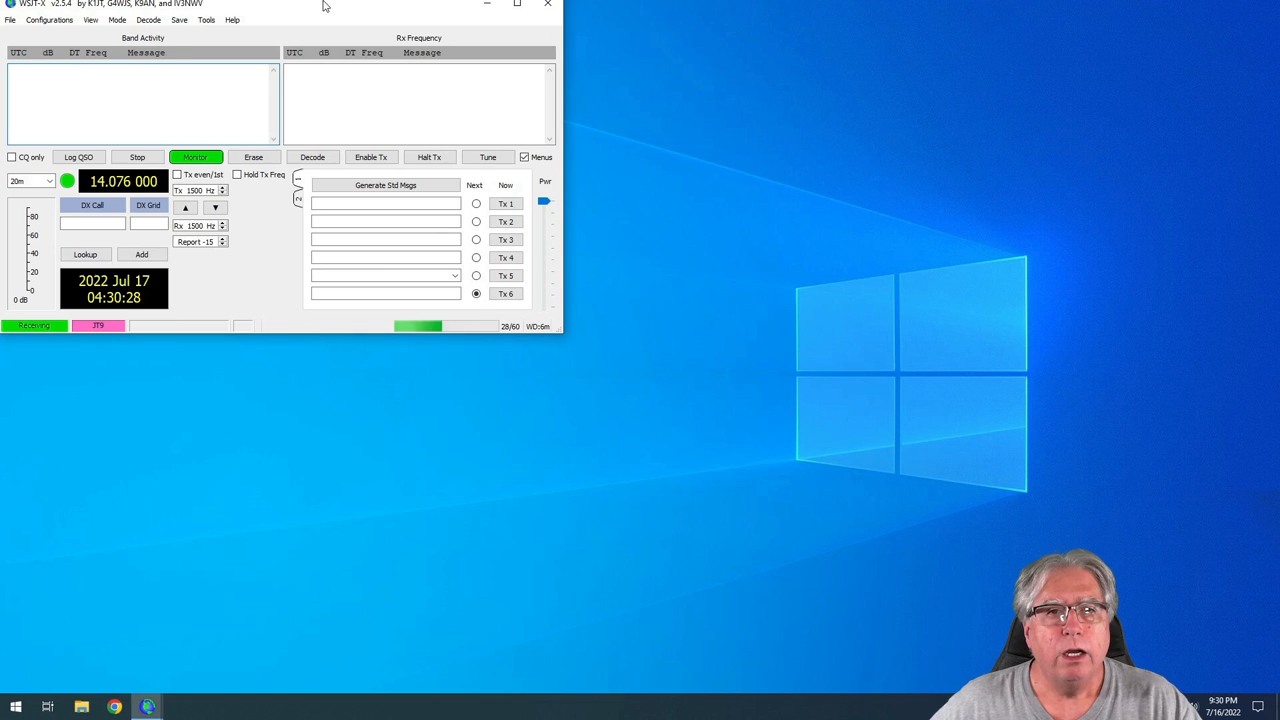 WSJT-X v2.5.4 by K1JT, G4WJS, K9AN, and IV3NWV
File Configurations View Mode Decode Save Tools Help
Band Activity Rx Frequency
UTC dB DT Freq Message UTC dB DT Freq Message
CQ only Log QSO Stop Monitor Erase Decode Enable Tx Halt Tx Tune Menus
20m 14.076 000 Tx even/1st Hold Tx Freq 1 Generate Std Msgs Next Now Pwr
Tx 1500 Hz
2
80 DX Call DX Grid Tx 1
60 Rx 1500 Hz Tx 2
40 Report -15 Tx 3
20 Lookup Add Tx 4
0 dB 2022 Jul 17 Tx 5
04:30:28 Tx 6
Receiving JT9 28/60 WD:6m
9:30 PM
7/16/2022